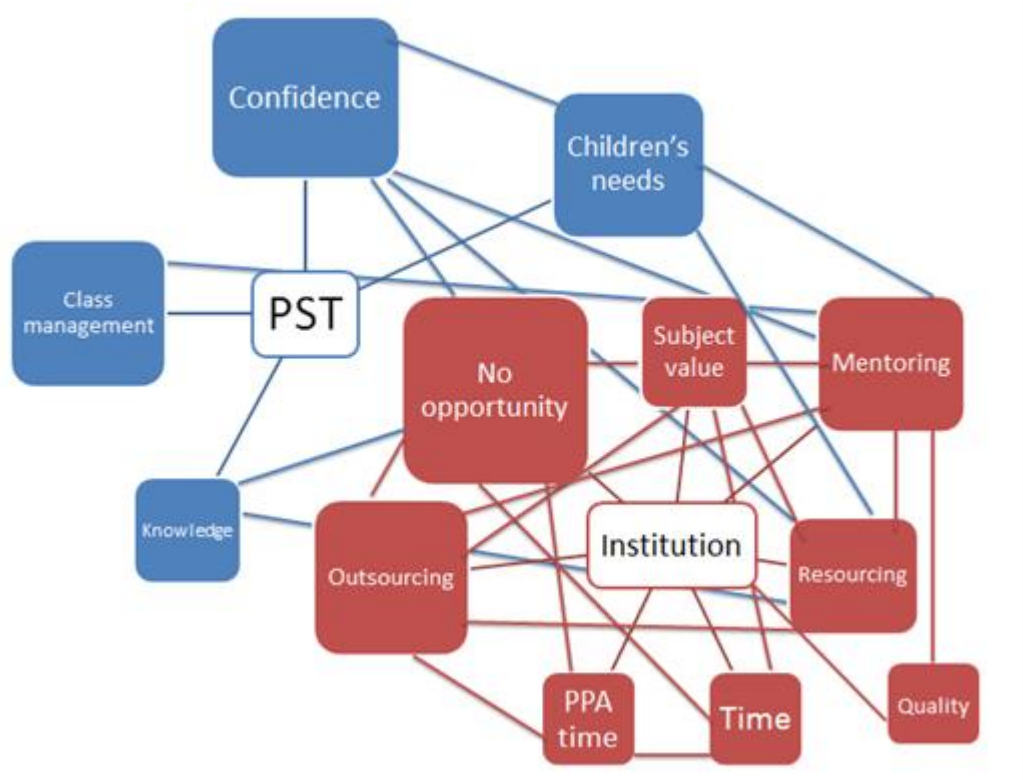 Confidence
Children's
needs
Class
management
PST
No
opportunity
Subject
value
Mentoring
Knowledge
Outsourcing
Institution
Resourcing
PPA
time
Time
Quality